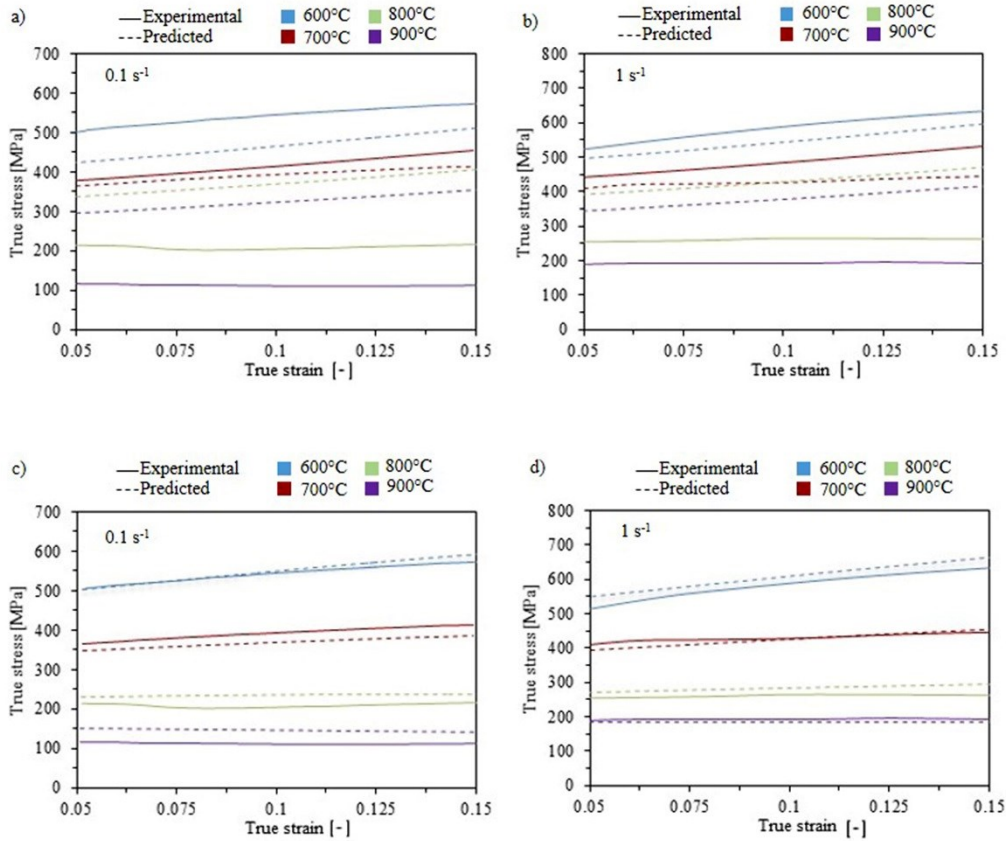 a)
Experimental
Predicted
600°C
700°C
800°C
900°C
0.1 s-1
True stress [MPa]
700
600
500
400
300
200
100
0
0.05
0.075
0.1
0.125
0.15
True strain [-]
b)
Experimental
Predicted
600°C
700°C
800°C
900°C
1 s-1
True stress [MPa]
800
700
600
500
400
300
200
100
0
0.05
0.075
0.1
0.125
0.15
True strain [-]
c)
Experimental
Predicted
600°C
700°C
800°C
900°C
0.1 s-1
True stress [MPa]
700
600
500
400
300
200
100
0
0.05
0.075
0.1
0.125
0.15
True strain [-]
d)
Experimental
Predicted
600°C
700°C
800°C
900°C
1 s-1
True stress [MPa]
800
700
600
500
400
300
200
100
0
0.05
0.075
0.1
0.125
0.15
True strain [-]